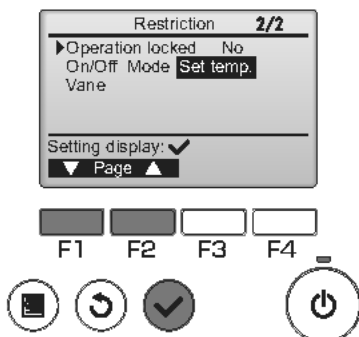 Restriction 2/2
Operation locked No
On/Off Mode Set temp.
Vane
Setting display:
Page
F1 F2 F3 F4